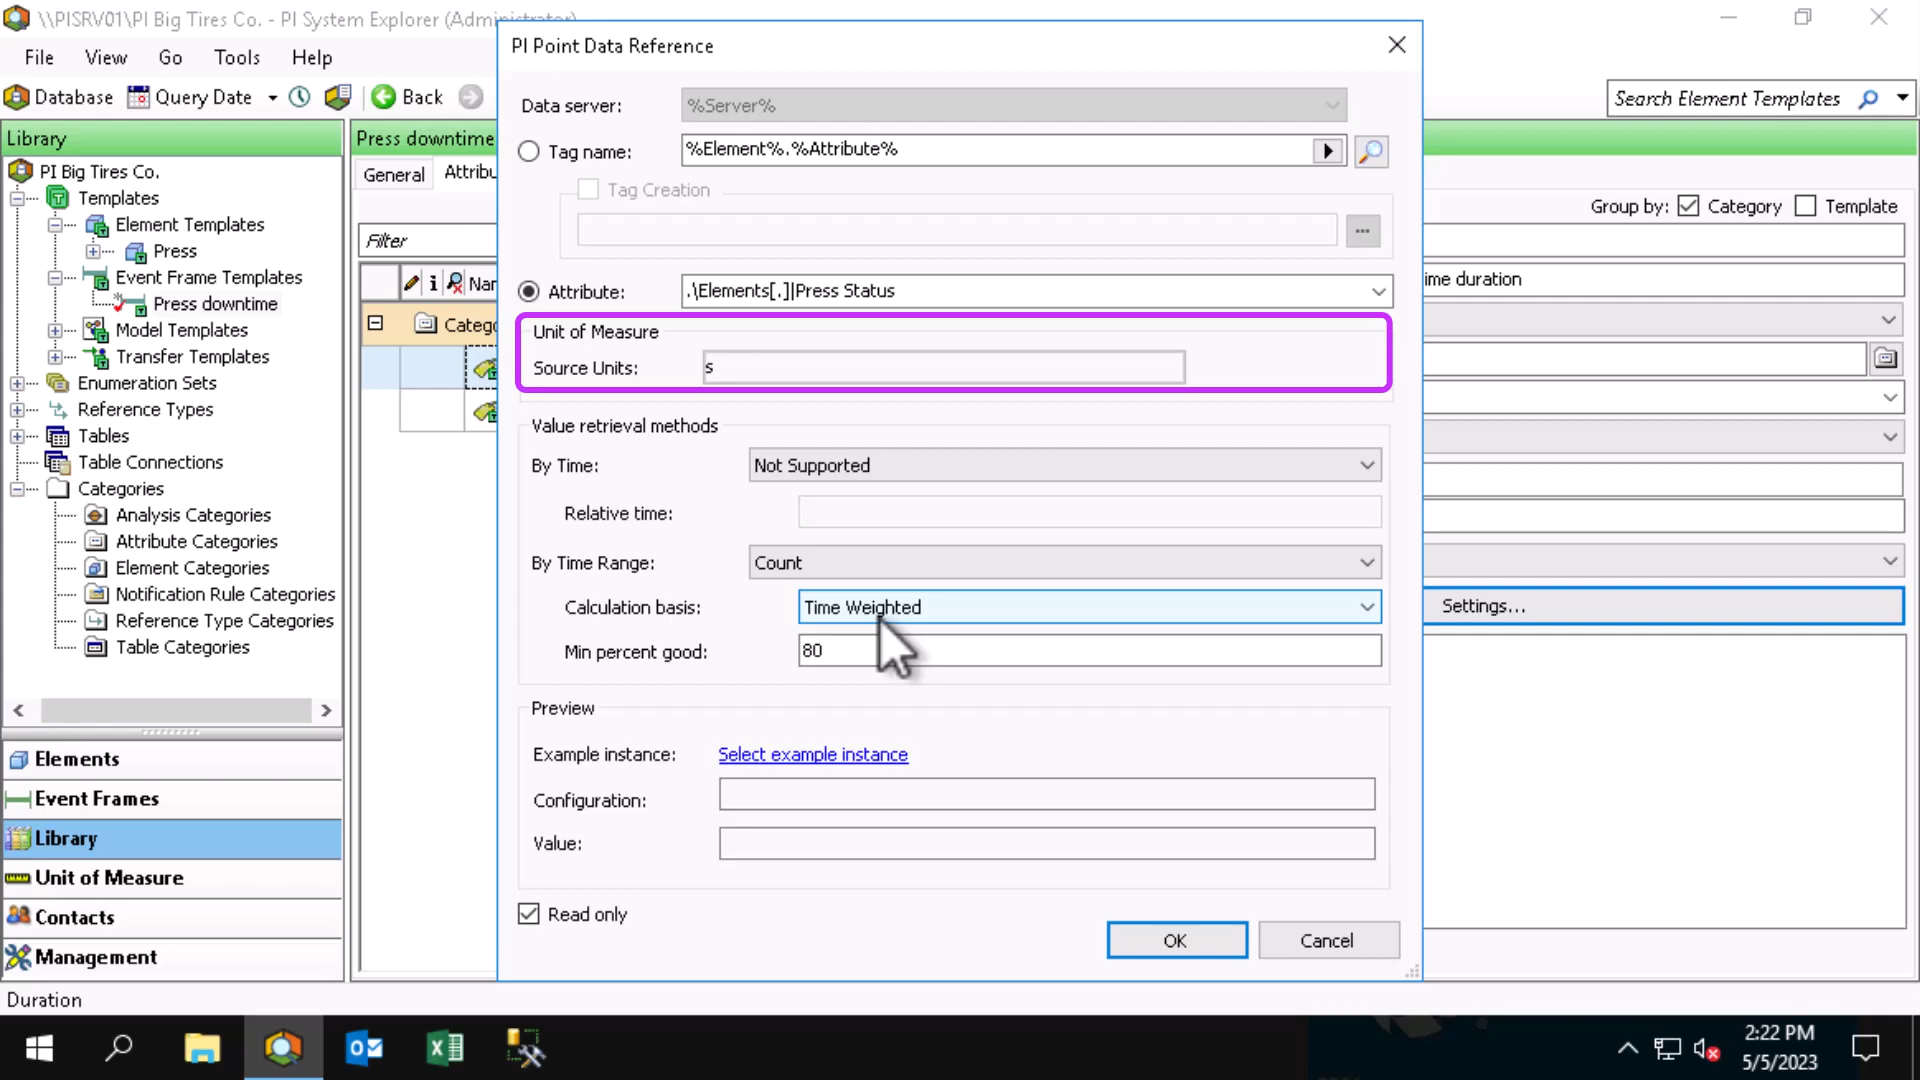 \\PISRV01\PI Big Tires Co. - PI System Explorer (Administrator)
File View Go Tools Help
Database Query Date Back
Search Element Templates
Library
PI Big Tires Co.
Templates
Element Templates
Press
Event Frame Templates
Press downtime
Model Templates
Transfer Templates
Enumeration Sets
Reference Types
Tables
Table Connections
Categories
Analysis Categories
Attribute Categories
Element Categories
Notification Rule Categories
Reference Type Categories
Table Categories
Elements
Event Frames
Library
Unit of Measure
Contacts
Management
Duration
Press downtime
General Attribu
Filter
Nam
Catego
PI Point Data Reference
Data server: %Server%
Tag name: %Element%.%Attribute%
Tag Creation
...
Attribute: .\Elements[.]|Press Status
Unit of Measure
Source Units: s
Value retrieval methods
By Time: Not Supported
Relative time:
By Time Range: Count
Calculation basis: Time Weighted
Min percent good: 80
Preview
Example instance: Select example instance
Configuration:
Value:
Read only
OK Cancel
Group by: Category Template
ime duration
Settings...
2:22 PM
5/5/2023